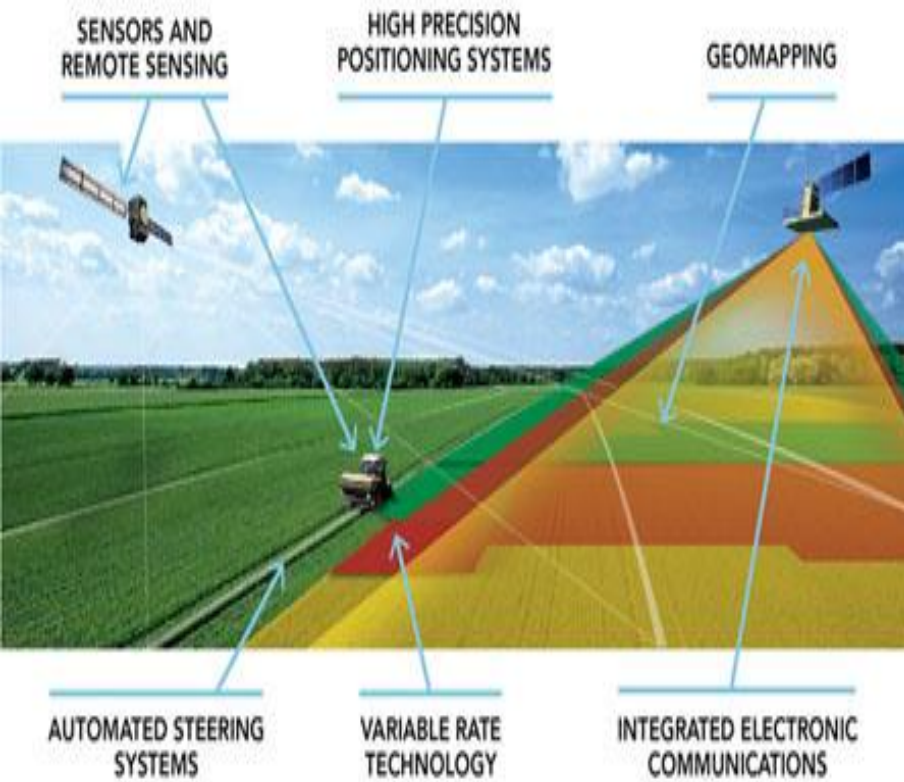 SENSORS AND
REMOTE SENSING
HIGH PRECISION
POSITIONING SYSTEMS
GEOMAPPING
AUTOMATED STEERING
SYSTEMS
VARIABLE RATE
TECHNOLOGY
INTEGRATED ELECTRONIC
COMMUNICATIONS